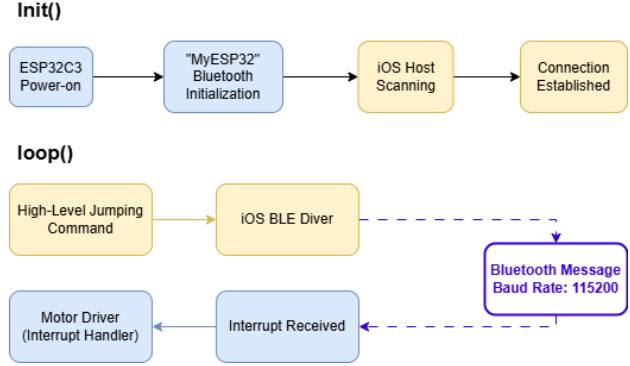 Init()
ESP32C3
Power-on
"MyESP32"
Bluetooth
Initialization
iOS Host
Scanning
Connection
Established
loop()
High-Level Jumping
Command
iOS BLE Diver
Bluetooth Message
Baud Rate: 115200
Motor Driver
(Interrupt Handler)
Interrupt Received